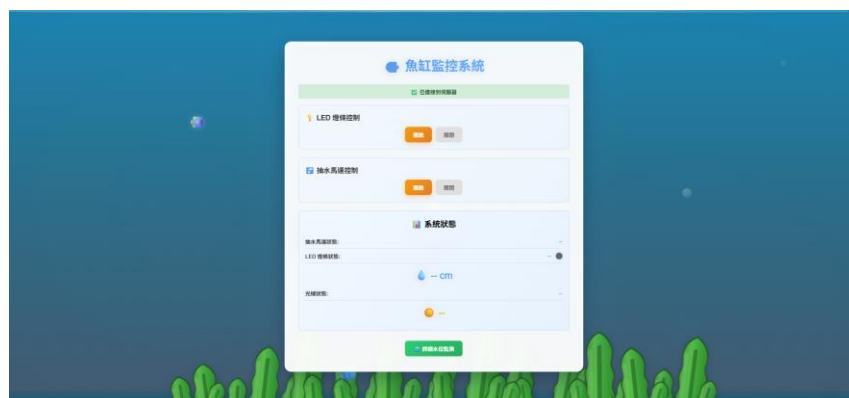 魚缸監控系統
已連接到伺服器
LED 燈條控制
抽水馬達控制
系統狀態
抽水馬達狀態: --
LED 燈條狀態: --
-- cm
光線狀態: --
--